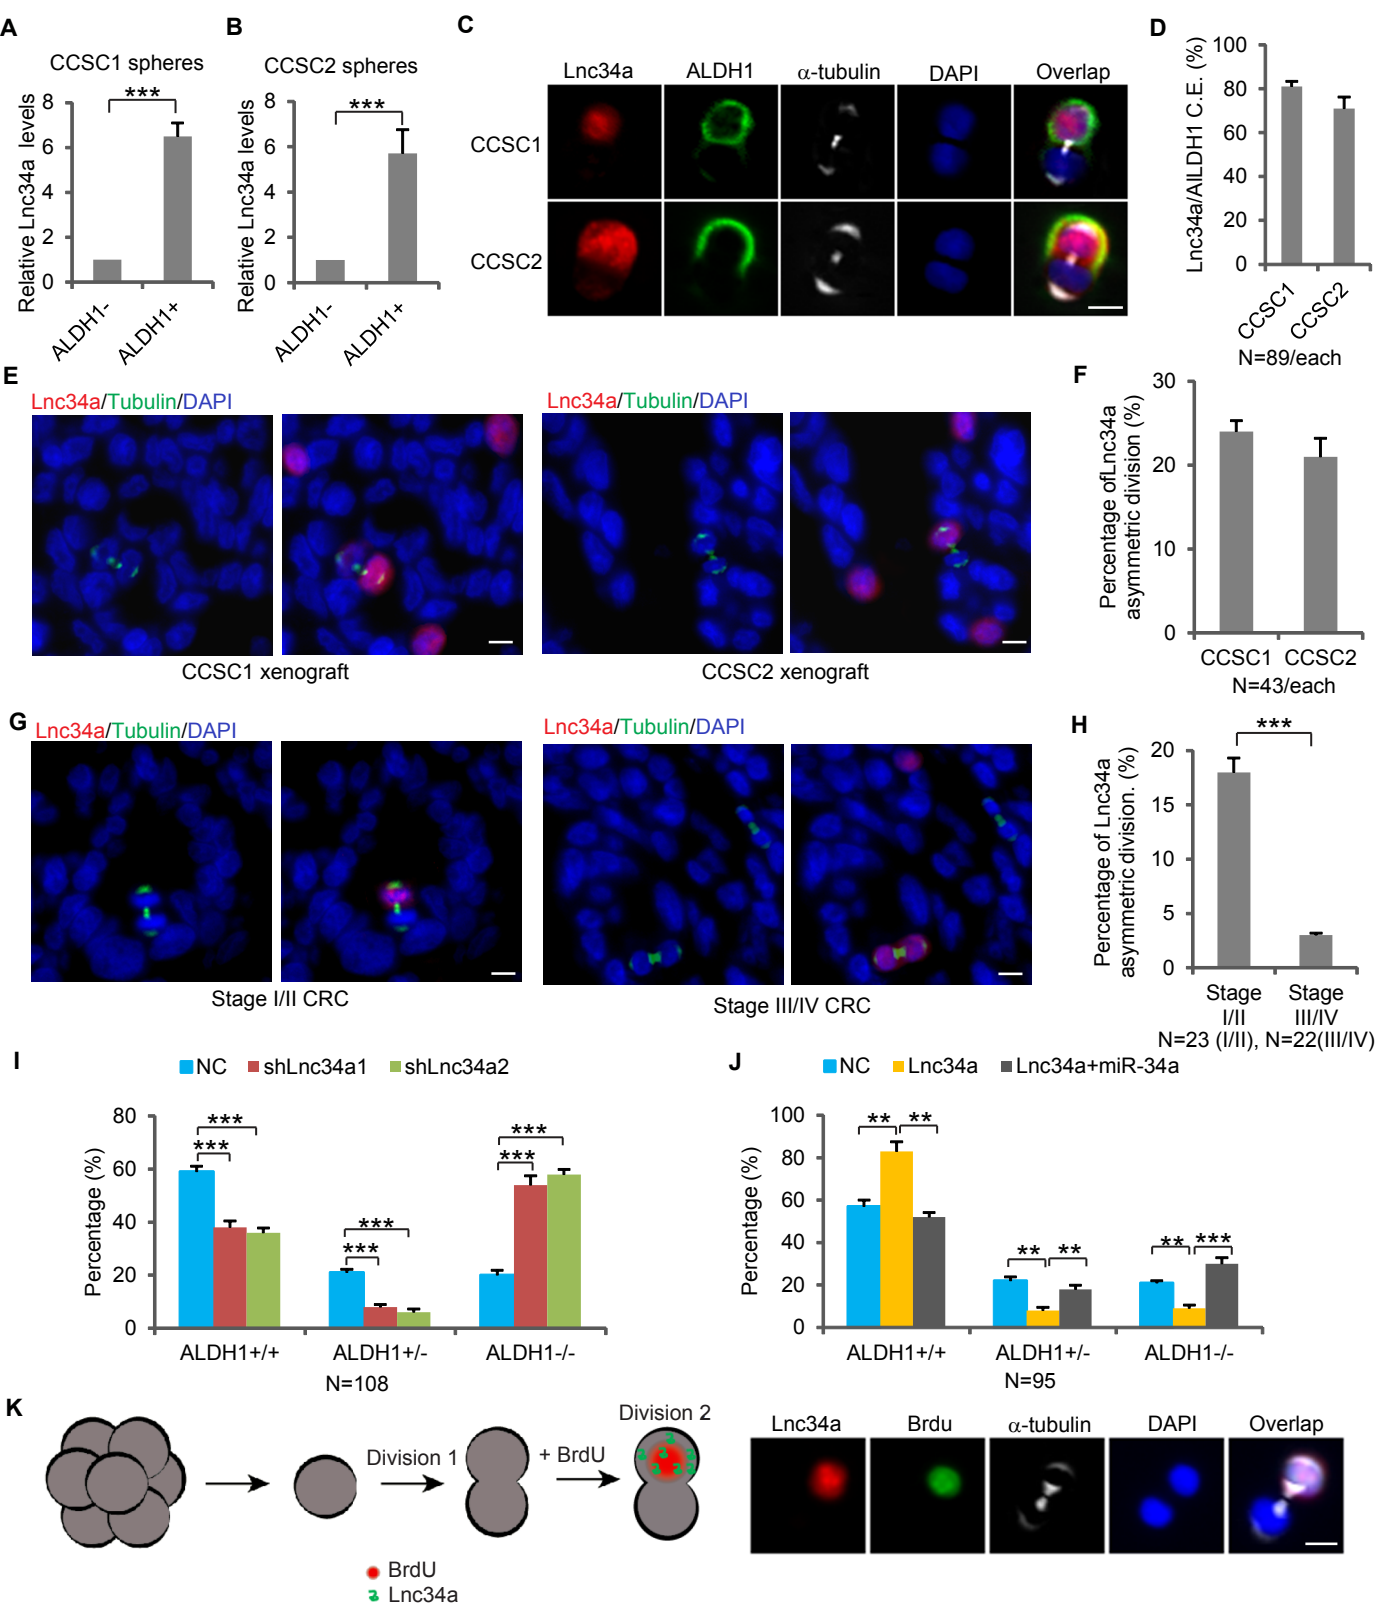 A
CCSC1 spheres
Relative Lnc34a levels
8
6
4
2
0
***
ALDH1-
ALDH1+
B
CCSC2 spheres
Relative Lnc34a levels
8
6
4
2
0
***
ALDH1-
ALDH1+
C
Lnc34a ALDH1 α-tubulin DAPI Overlap
CCSC1
CCSC2
D
Lnc34a/AlLDH1 C.E. (%)
100
80
60
40
20
0
CCSC1
CCSC2
N=89/each
E
Lnc34a/Tubulin/DAPI
Lnc34a/Tubulin/DAPI
CCSC1 xenograft
CCSC2 xenograft
F
Percentage ofLnc34a
asymmetric division (%)
30
20
10
0
CCSC1 CCSC2
N=43/each
G
Lnc34a/Tubulin/DAPI
Lnc34a/Tubulin/DAPI
Stage I/II CRC
Stage III/IV CRC
H
Percentage of Lnc34a
asymmetric division. (%)
20
15
10
5
0
***
Stage Stage
I/II III/IV
N=23 (I/II), N=22(III/IV)
I
NC shLnc34a1 shLnc34a2
Percentage (%)
80
60
40
20
0
***
***
***
***
***
***
ALDH1+/+ ALDH1+/- ALDH1-/-
N=108
J
NC Lnc34a Lnc34a+miR-34a
Percentage (%)
100
80
60
40
20
0
** **
** **
** ***
ALDH1+/+ ALDH1+/- ALDH1-/-
N=95
K
Division 1
+ BrdU
Division 2
BrdU
Lnc34a
Lnc34a Brdu α-tubulin DAPI Overlap